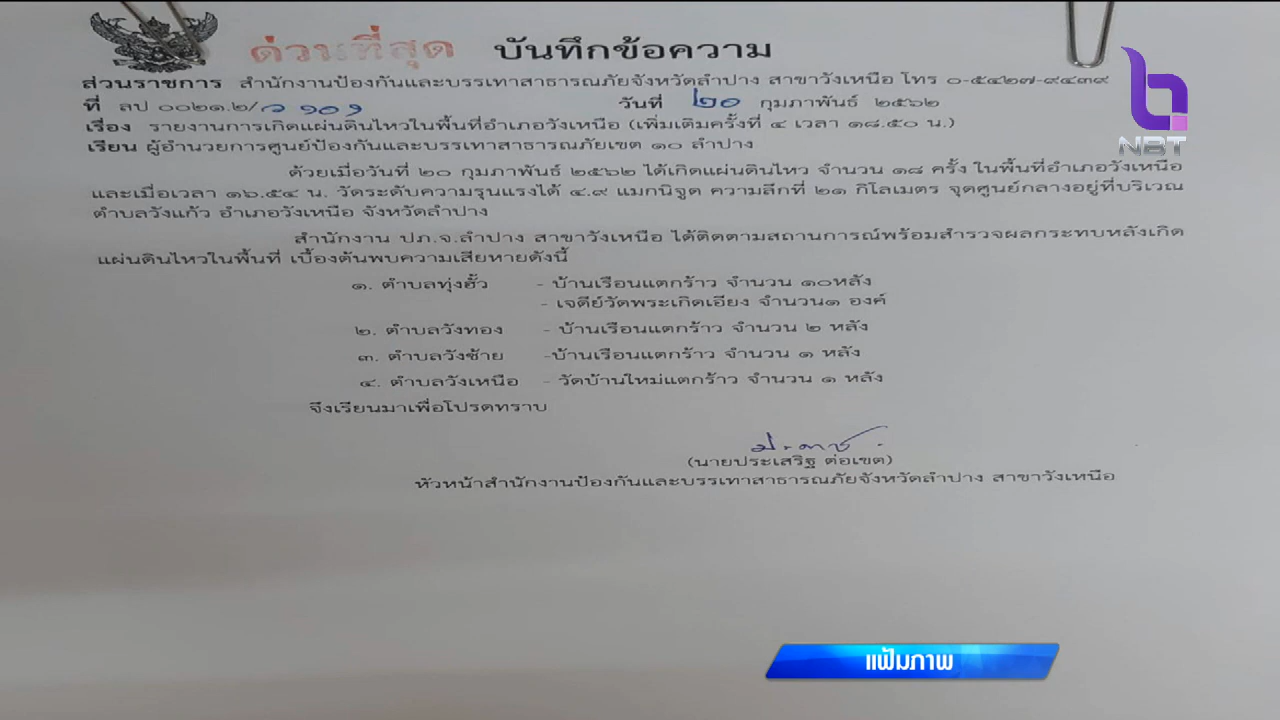 ด่วนที่สุด บันทึกข้อความ
ส่วนราชการ สำนักงานป้องกันและบรรเทาสาธารณภัยจังหวัดลำปาง สาขาวังเหนือ โทร ๐-๕๔๒๗-๙๔๓๙
ที่ ลป ๐๐๒๑.๒/ว ๑๐๑ วันที่ ๒๐ กุมภาพันธ์ ๒๕๖๒
เรื่อง รายงานการเกิดแผ่นดินไหวในพื้นที่อำเภอวังเหนือ (เพิ่มเติมครั้งที่ ๔ เวลา ๑๘.๕๐ น.)
เรียน ผู้อำนวยการศูนย์ป้องกันและบรรเทาสาธารณภัยเขต ๑๐ ลำปาง
ด้วยเมื่อวันที่ ๒๐ กุมภาพันธ์ ๒๕๖๒ ได้เกิดแผ่นดินไหว จำนวน ๑๘ ครั้ง ในพื้นที่อำเภอวังเหนือ
และเมื่อเวลา ๑๖.๕๔ น. วัดระดับความรุนแรงได้ ๔.๙ แมกนิจูด ความลึกที่ ๒๑ กิโลเมตร จุดศูนย์กลางอยู่ที่บริเวณ
ตำบลวังแก้ว อำเภอวังเหนือ จังหวัดลำปาง
สำนักงาน ปภ.จ.ลำปาง สาขาวังเหนือ ได้ติดตามสถานการณ์พร้อมสำรวจผลกระทบหลังเกิด
แผ่นดินไหวในพื้นที่ เบื้องต้นพบความเสียหายดังนี้
๑. ตำบลทุ่งฮั้ว - บ้านเรือนแตกร้าว จำนวน ๑๐หลัง
- เจดีย์วัดพระเกิดเอียง จำนวน๑ องค์
๒. ตำบลวังทอง - บ้านเรือนแตกร้าว จำนวน ๒ หลัง
๓. ตำบลวังซ้าย -บ้านเรือนแตกร้าว จำนวน ๑ หลัง
๔. ตำบลวังเหนือ - วัดบ้านใหม่แตกร้าว จำนวน ๑ หลัง
จึงเรียนมาเพื่อโปรดทราบ
(นายประเสริฐ ต่อเขต)
หัวหน้าสำนักงานป้องกันและบรรเทาสาธารณภัยจังหวัดลำปาง สาขาวังเหนือ
NBT
แฟ้มภาพ